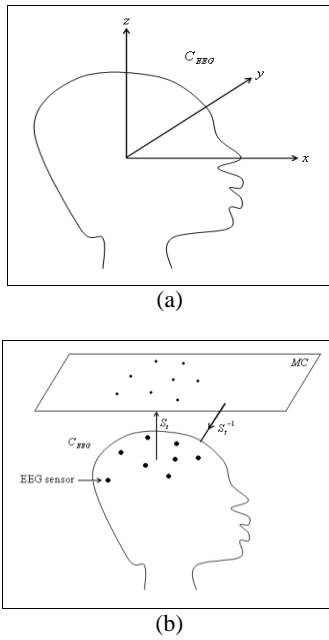 z
C_EEG
y
x
(a)
MC
S_t
S_t^-1
C_EEG
EEG sensor
(b)